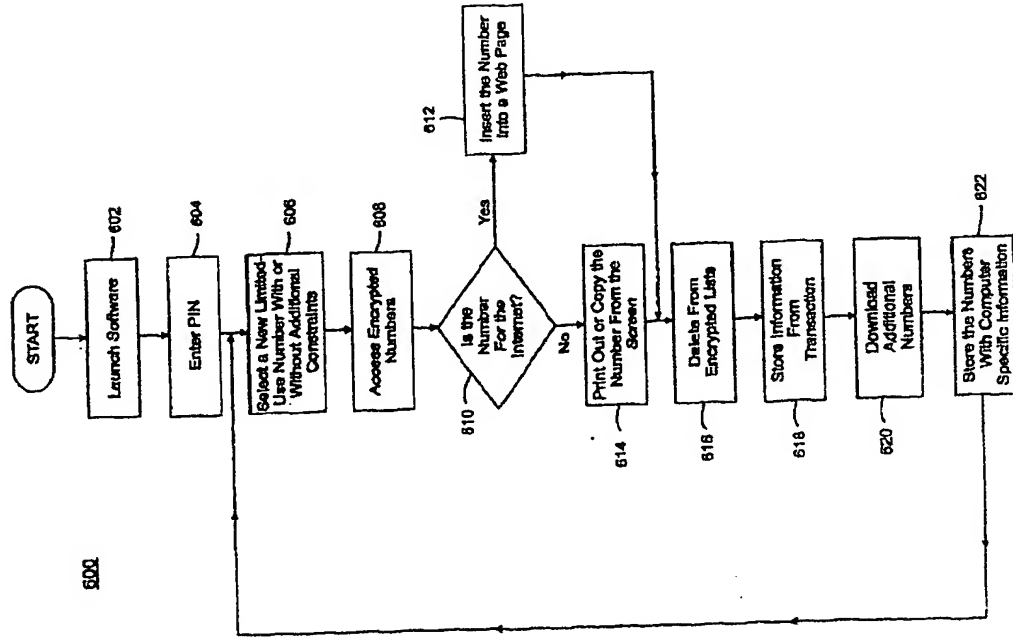 600
START
Launch Software
602
Enter PIN
604
Select a New Limited-
Use Number With or
Without Additional
Constraints
606
Access Encrypted
Numbers
608
Is the
Number
For the
Internet?
610
Yes
Insert the Number
Into a Web Page
612
No
Print Out or Copy the
Number From the
Screen
614
Delete From
Encrypted Lists
616
Store Information
From
Transaction
618
Download
Additional
Numbers
620
Store the Numbers
With Computer
Specific Information
622